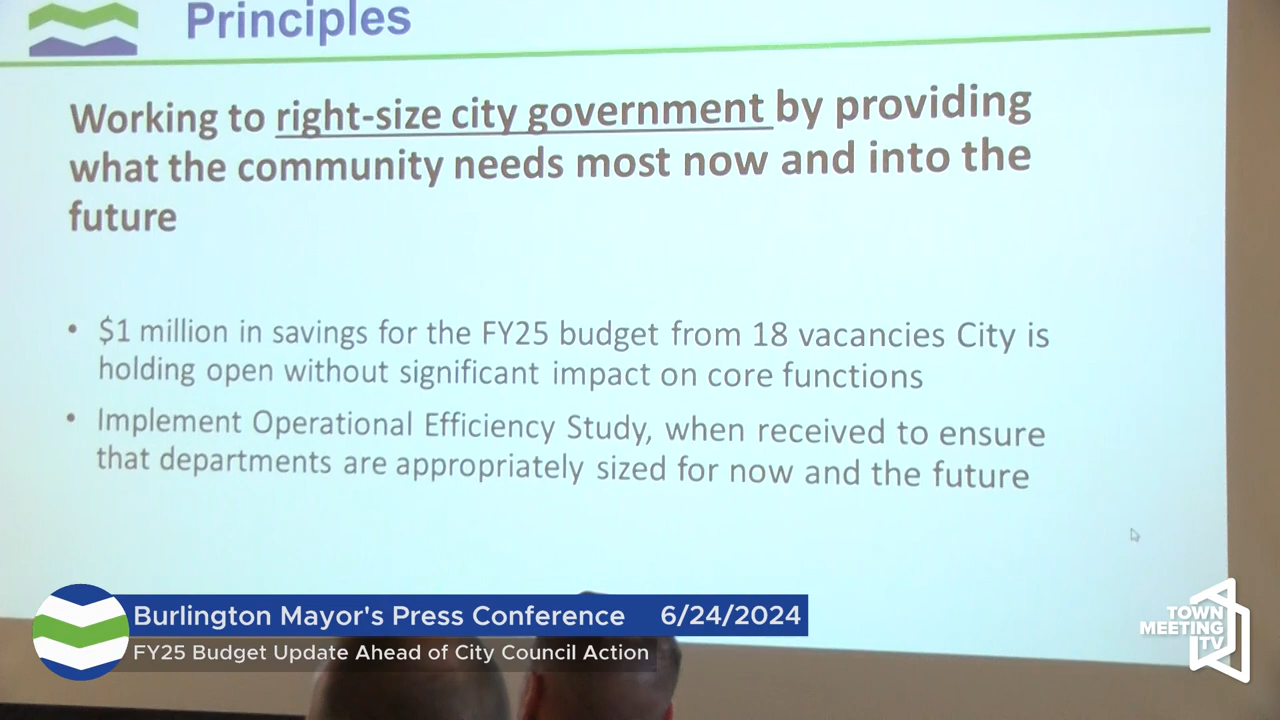 Principles
Working to right-size city government by providing
what the community needs most now and into the
future
• $1 million in savings for the FY25 budget from 18 vacancies City is
holding open without significant impact on core functions
• Implement Operational Efficiency Study, when received to ensure
that departments are appropriately sized for now and the future
Burlington Mayor's Press Conference 6/24/2024
FY25 Budget Update Ahead of City Council Action
TOWN
MEETING
TV